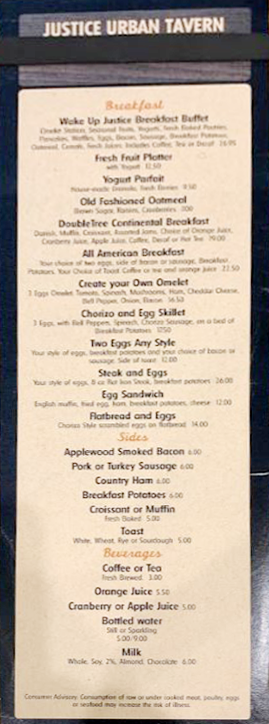 JUSTICE URBAN TAVERN
Breakfast
Wake Up Justice Breakfast Buffet
Omelet Station, Seasonal Fruits, Yogurts, Fresh Baked Pastries,
Pancakes, Waffles, Eggs, Bacon, Sausage, Breakfast Potatoes,
Oatmeal, Cereals, Fresh Juices. Includes Coffee, Tea or Decaf
Fresh Fruit Platter
with Yogurt 12.50
Yogurt Parfait
House-made Granola, Fresh Berries 9.50
Old Fashioned Oatmeal
Brown Sugar, Raisins, Cranberries 7.00
DoubleTree Continental Breakfast
Danish, Muffin, Croissant, Assorted Jams, Choice of Orange Juice,
Cranberry Juice, Apple Juice, Coffee, Decaf or Hot Tea 19.00
All American Breakfast
Your choice of two eggs, side of bacon or sausage, Breakfast
Potatoes, Your Choice of Toast. Coffee or tea and orange juice 22.50
Create your Own Omelet
3 Eggs Omelet Tomato, Spinach, Mushrooms, Ham, Cheddar Cheese,
Bell Pepper, Onion, Bacon 16.50
Chorizo and Egg Skillet
3 Eggs, with Bell Peppers, Spinach, Chorizo Sausage, on a bed of
Breakfast Potatoes 17.50
Two Eggs Any Style
Your style of eggs, breakfast potatoes and your choice of bacon or
sausage. Side of toast 12.00
Steak and Eggs
Your style of eggs, 8 oz Flat Iron Steak, breakfast potatoes 26.00
Egg Sandwich
English muffin, fried egg, ham, breakfast potatoes, cheese 12.00
Flatbread and Eggs
Chorizo Style scrambled eggs on flatbread 14.00
Sides
Applewood Smoked Bacon 6.00
Pork or Turkey Sausage 6.00
Country Ham 6.00
Breakfast Potatoes 6.00
Croissant or Muffin
Fresh Baked 5.00
Toast
White, Wheat, Rye or Sourdough 5.00
Beverages
Coffee or Tea
Fresh Brewed 3.00
Orange Juice 5.50
Cranberry or Apple Juice 5.00
Bottled water
Still or Sparkling
5.00/9.00
Milk
Whole, Soy, 2%, Almond, Chocolate 6.00
Consumer Advisory: Consumption of raw or under cooked meat, poultry, eggs
or seafood may increase the risk of illness.